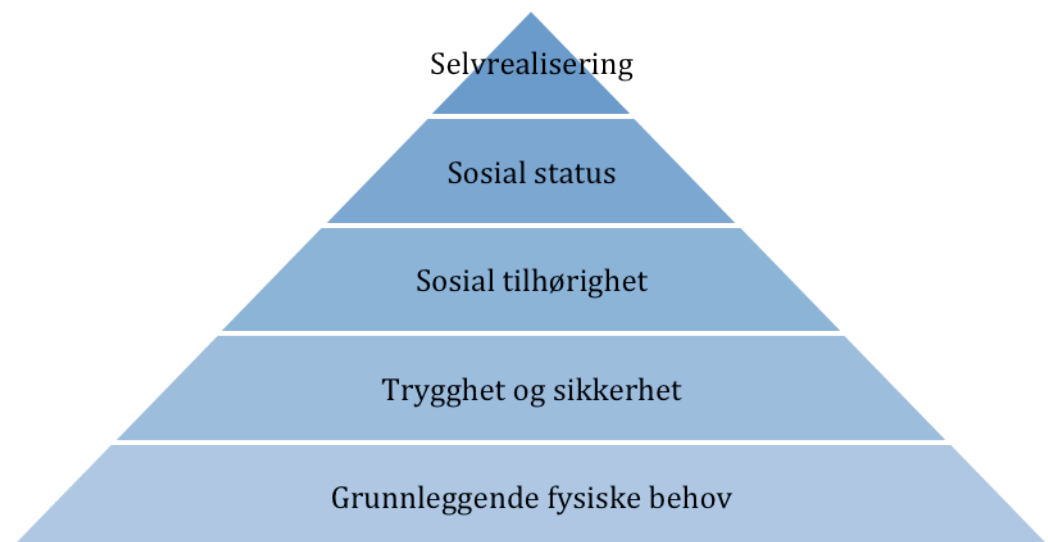 Selvrealisering
Sosial status
Sosial tilhørighet
Trygghet og sikkerhet
Grunnleggende fysiske behov